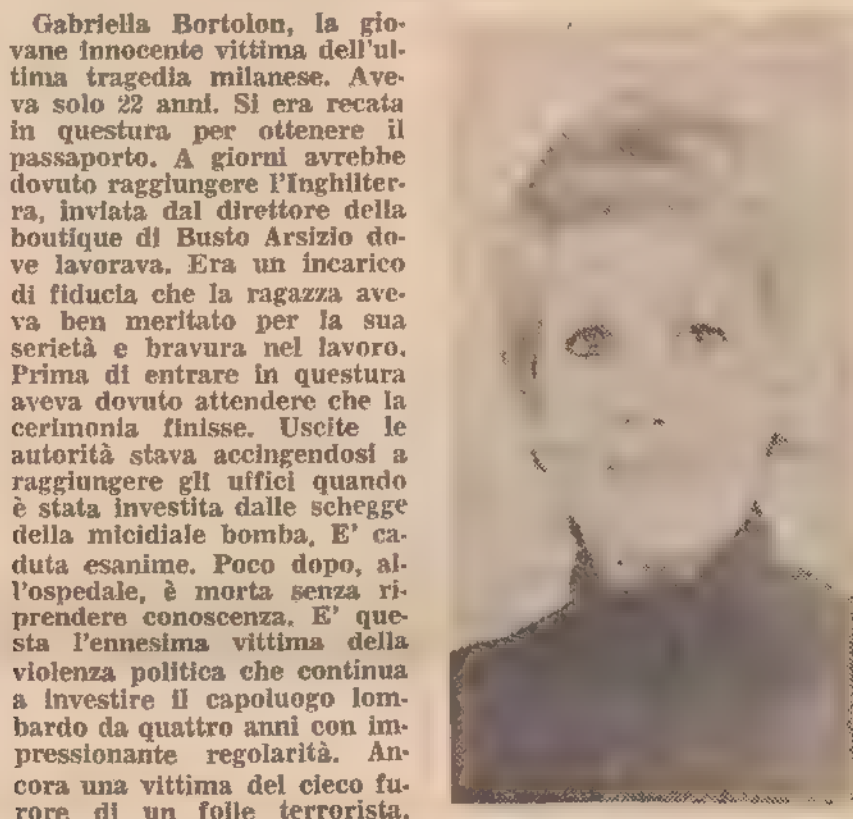 Gabriella Bortolon, la gio-
vane innocente vittima dell'ul-
tima tragedia milanese. Ave-
va solo 22 anni. Si era recata
in questura per ottenere il
passaporto. A giorni avrebbe
dovuto raggiungere l'Inghilter-
ra, inviata dal direttore della
boutique di Busto Arsizio do-
ve lavorava. Era un incarico
di fiducia che la ragazza ave-
va ben meritato per la sua
serietà e bravura nel lavoro.
Prima di entrare in questura
aveva dovuto attendere che la
cerimonia finisse. Uscite le
autorità stava accingendosi a
raggiungere gli uffici quando
è stata investita dalle schegge
della micidiale bomba. E' ca-
duta esanime. Poco dopo, al-
l'ospedale, è morta senza ri-
prendere conoscenza. E' que-
sta l'ennesima vittima della
violenza politica che continua
a investire il capoluogo lom-
bardo da quattro anni con im-
pressionante regolarità. An-
cora una vittima del cieco fu-
rore di un folle terrorista.